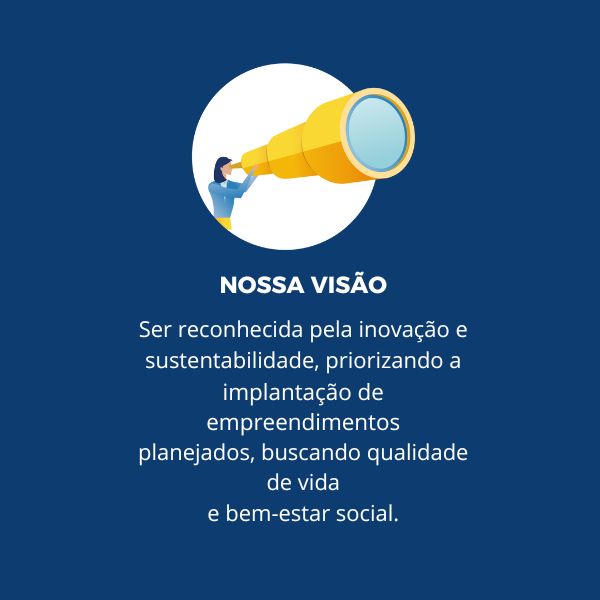 NOSSA VISÃO
Ser reconhecida pela inovação e
sustentabilidade, priorizando a
implantação de
empreendimentos
planejados, buscando qualidade
de vida
e bem-estar social.